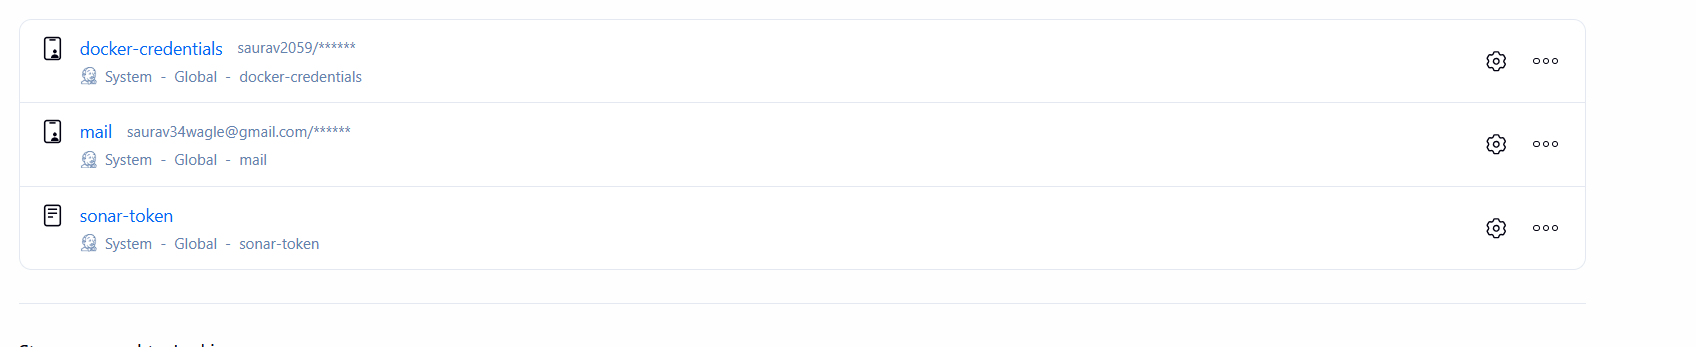 docker-credentials saurav2059/******
System - Global - docker-credentials
mail saurav34wagle@gmail.com/******
System - Global - mail
sonar-token
System - Global - sonar-token